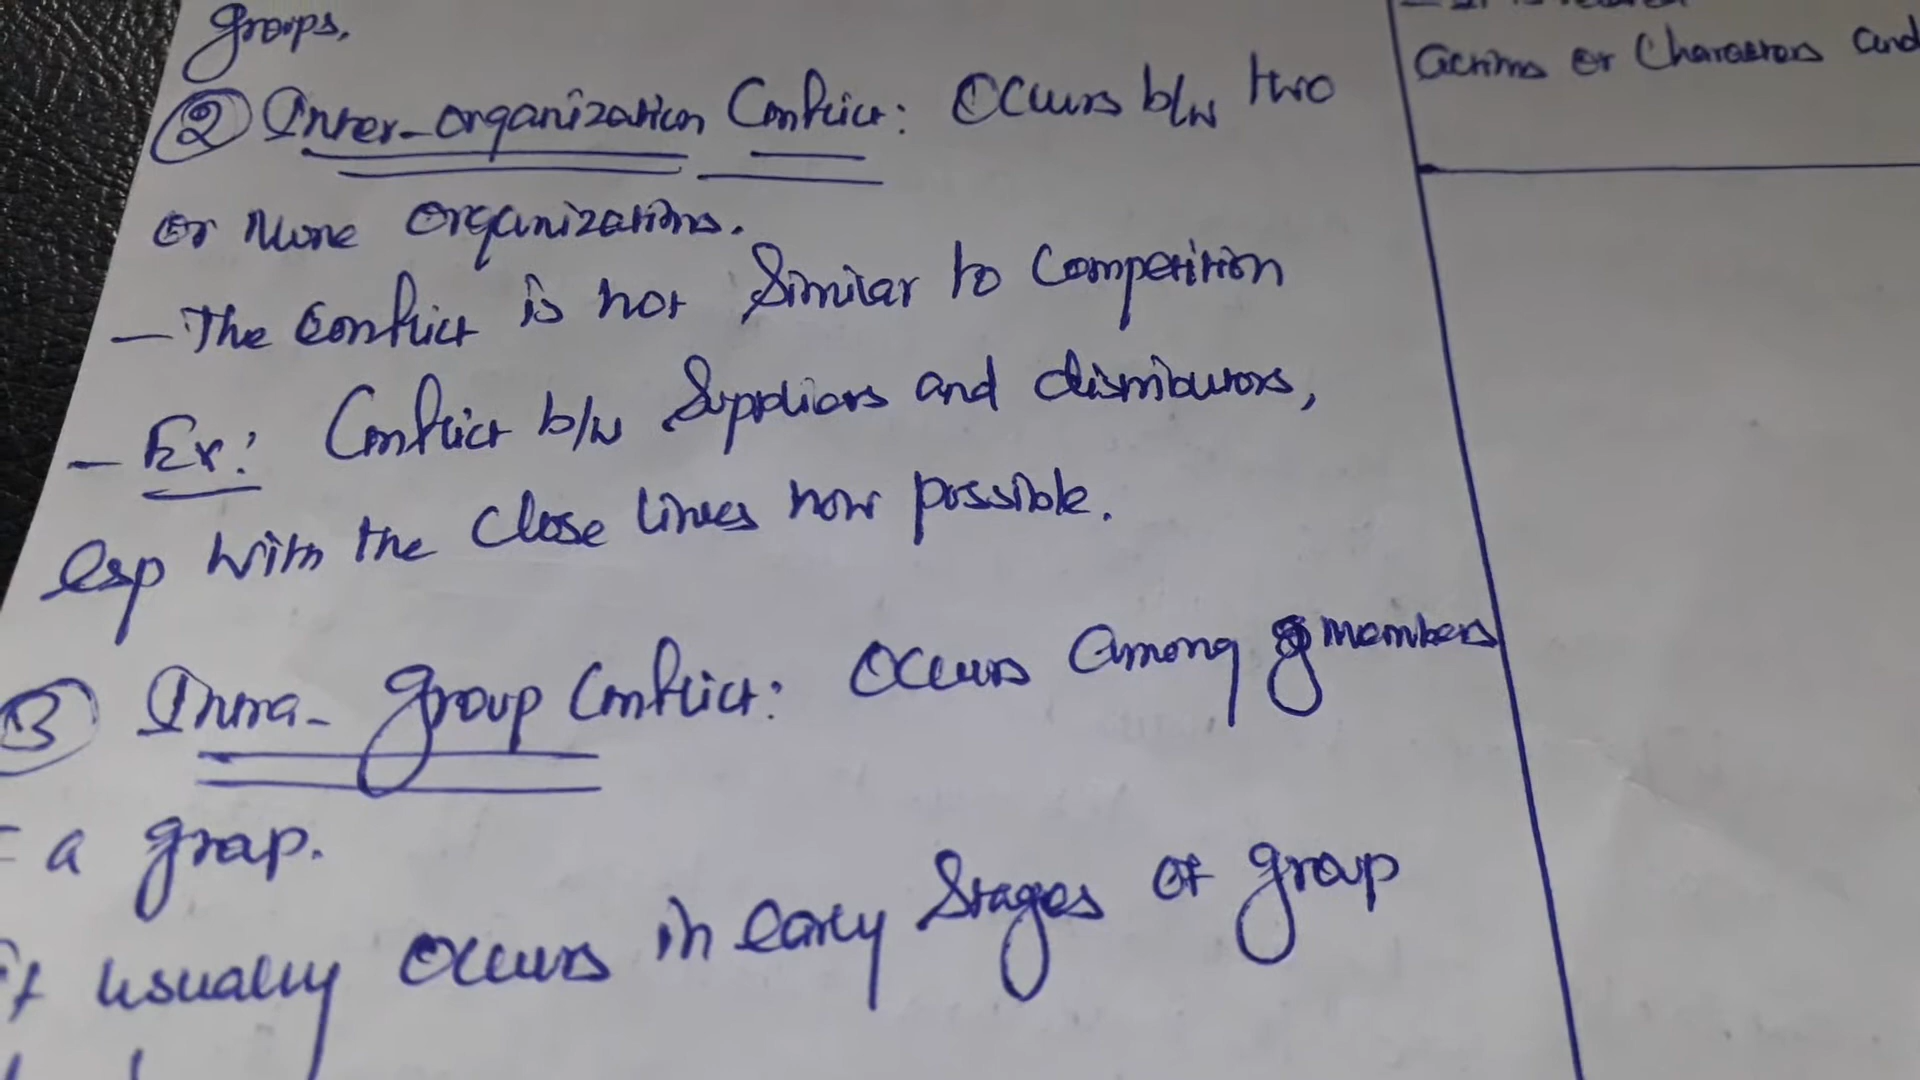 groups.
② Inter-organization Conflict: Occurs b/w two
or More organizations.
- The Conflict is not Similar to Competition
- Ex: Conflict b/w Suppliers and distributors,
esp with the close lines now possible.
③ Intra-group Conflict: Occurs Among members
a group.
it usually occurs in early stages of group
actions or Characters and